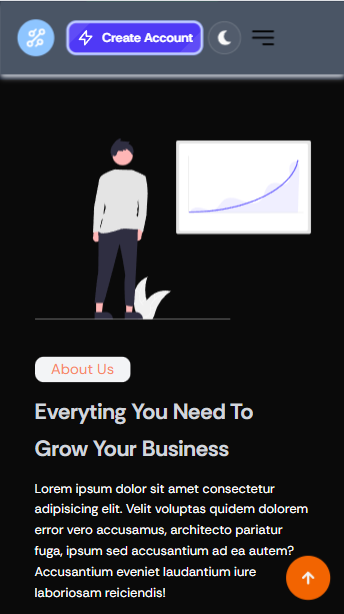 Create Account
About Us
Everyting You Need To
Grow Your Business
Lorem ipsum dolor sit amet consectetur
adipisicing elit. Velit voluptas quidem dolorem
error vero accusamus, architecto pariatur
fuga, ipsum sed accusantium ad ea autem?
Accusantium eveniet laudantium iure
laboriosam reiciendis!